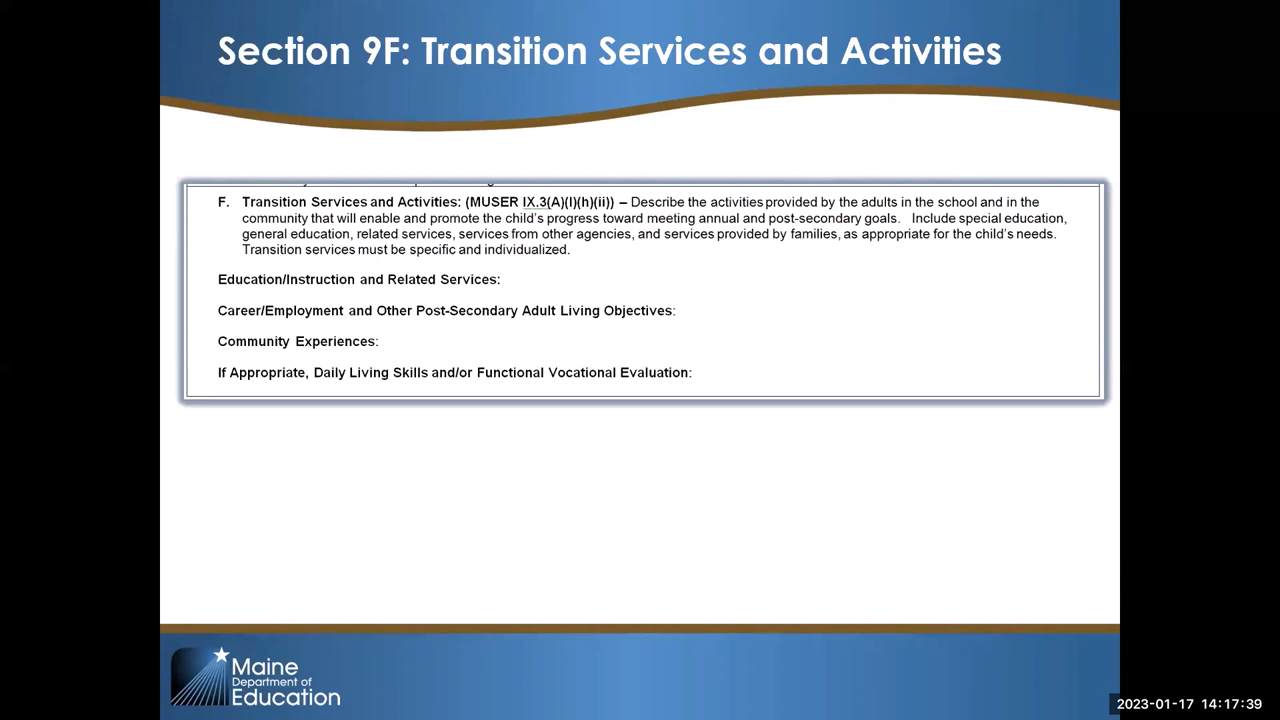 Section 9F: Transition Services and Activities
F. Transition Services and Activities: (MUSER IX.3(A)(l)(h)(ii)) – Describe the activities provided by the adults in the school and in the
community that will enable and promote the child's progress toward meeting annual and post-secondary goals. Include special education,
general education, related services, services from other agencies, and services provided by families, as appropriate for the child's needs.
Transition services must be specific and individualized.
Education/Instruction and Related Services:
Career/Employment and Other Post-Secondary Adult Living Objectives:
Community Experiences:
If Appropriate, Daily Living Skills and/or Functional Vocational Evaluation:
Maine
Department of
Education
2023-01-17 14:17:39